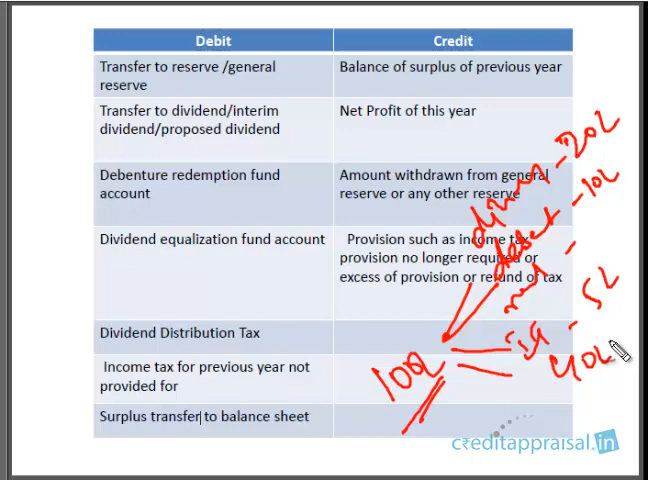 Debit
Credit
Transfer to reserve /general
reserve
Balance of surplus of previous year
Transfer to dividend/interim
dividend/proposed dividend
Net Profit of this year
Debenture redemption fund
account
Amount withdrawn from general
reserve or any other reserve
Dividend equalization fund account
Provision such as income tax
provision no longer required or
excess of provision or refund of tax
Dividend Distribution Tax
Income tax for previous year not
provided for
Surplus transfer to balance sheet
- 20L
- 10L
-
- 5L
40L
creditappraisal.in